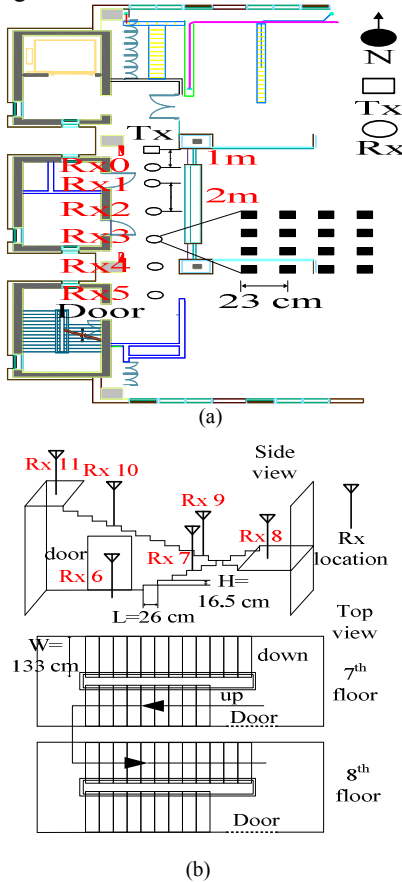 N
Tx
Rx
Tx
1m
Rx0
Rx1
2m
Rx2
Rx3
Rx4
23 cm
Rx5
Door
(a)
Rx 11
Rx 10
Side
view
Rx 9
Rx 8
door
Rx 7
Rx
location
Rx 6
H=
16.5 cm
L=26 cm
Top
view
W=
133 cm
down
7th
floor
up
Door
8th
floor
Door
(b)